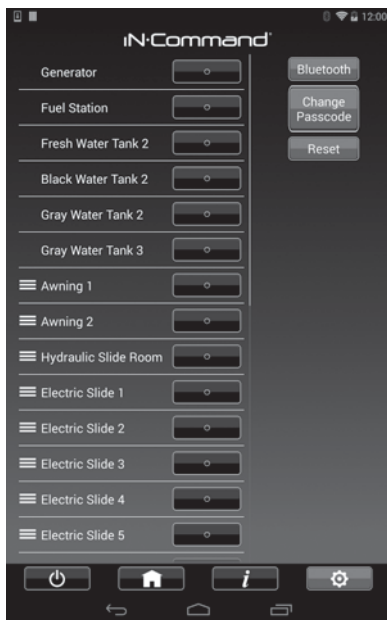 12:00
iN·Command
Generator
Fuel Station
Fresh Water Tank 2
Black Water Tank 2
Gray Water Tank 2
Gray Water Tank 3
Awning 1
Awning 2
Hydraulic Slide Room
Electric Slide 1
Electric Slide 2
Electric Slide 3
Electric Slide 4
Electric Slide 5
Bluetooth
Change
Passcode
Reset
i